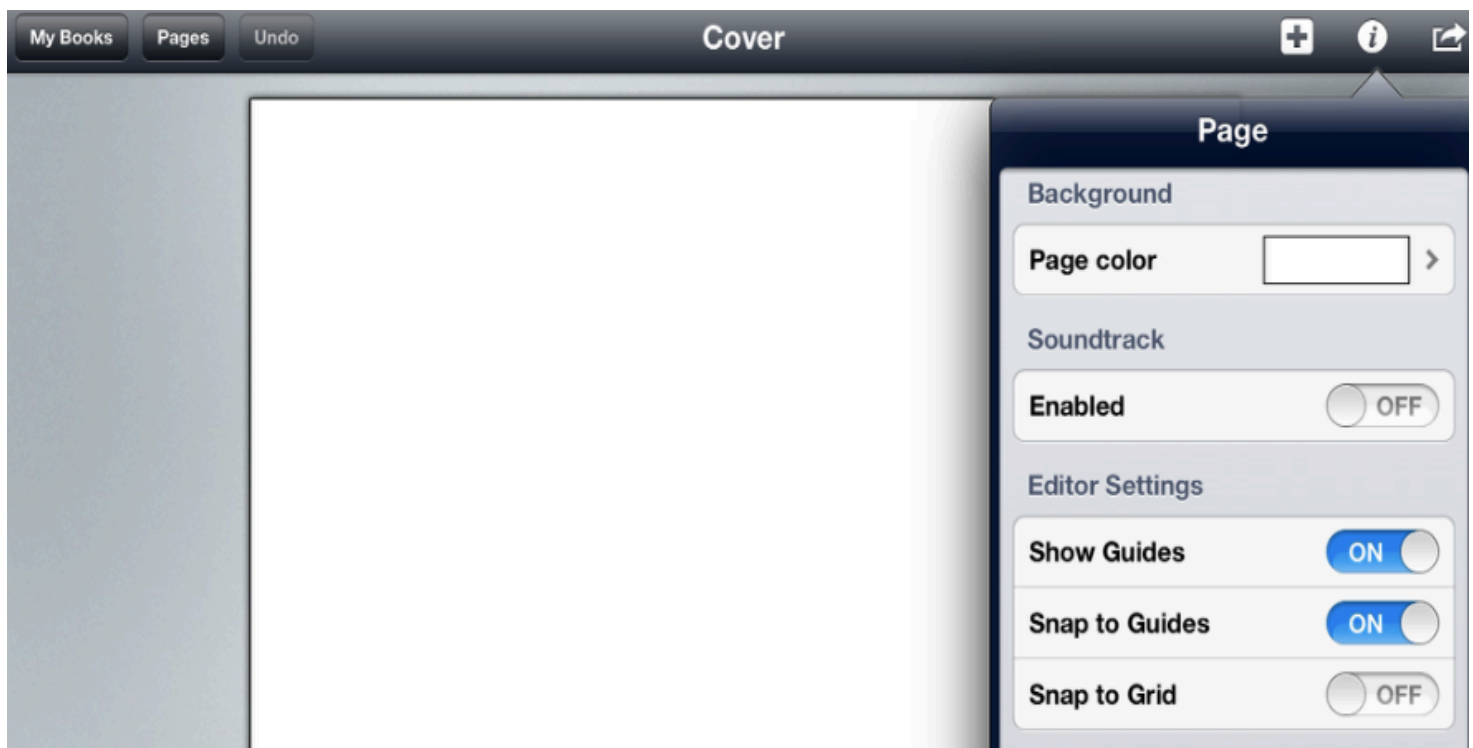 My Books Pages Undo Cover
Page
Background
Page color
Soundtrack
Enabled OFF
Editor Settings
Show Guides ON
Snap to Guides ON
Snap to Grid OFF